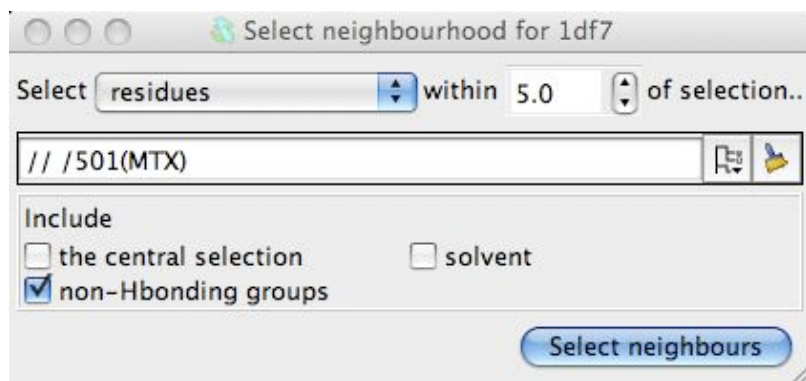 Select neighbourhood for 1df7
Select residues within 5.0 of selection..
// /501(MTX)
Include
the central selection solvent
non-Hbonding groups
Select neighbours